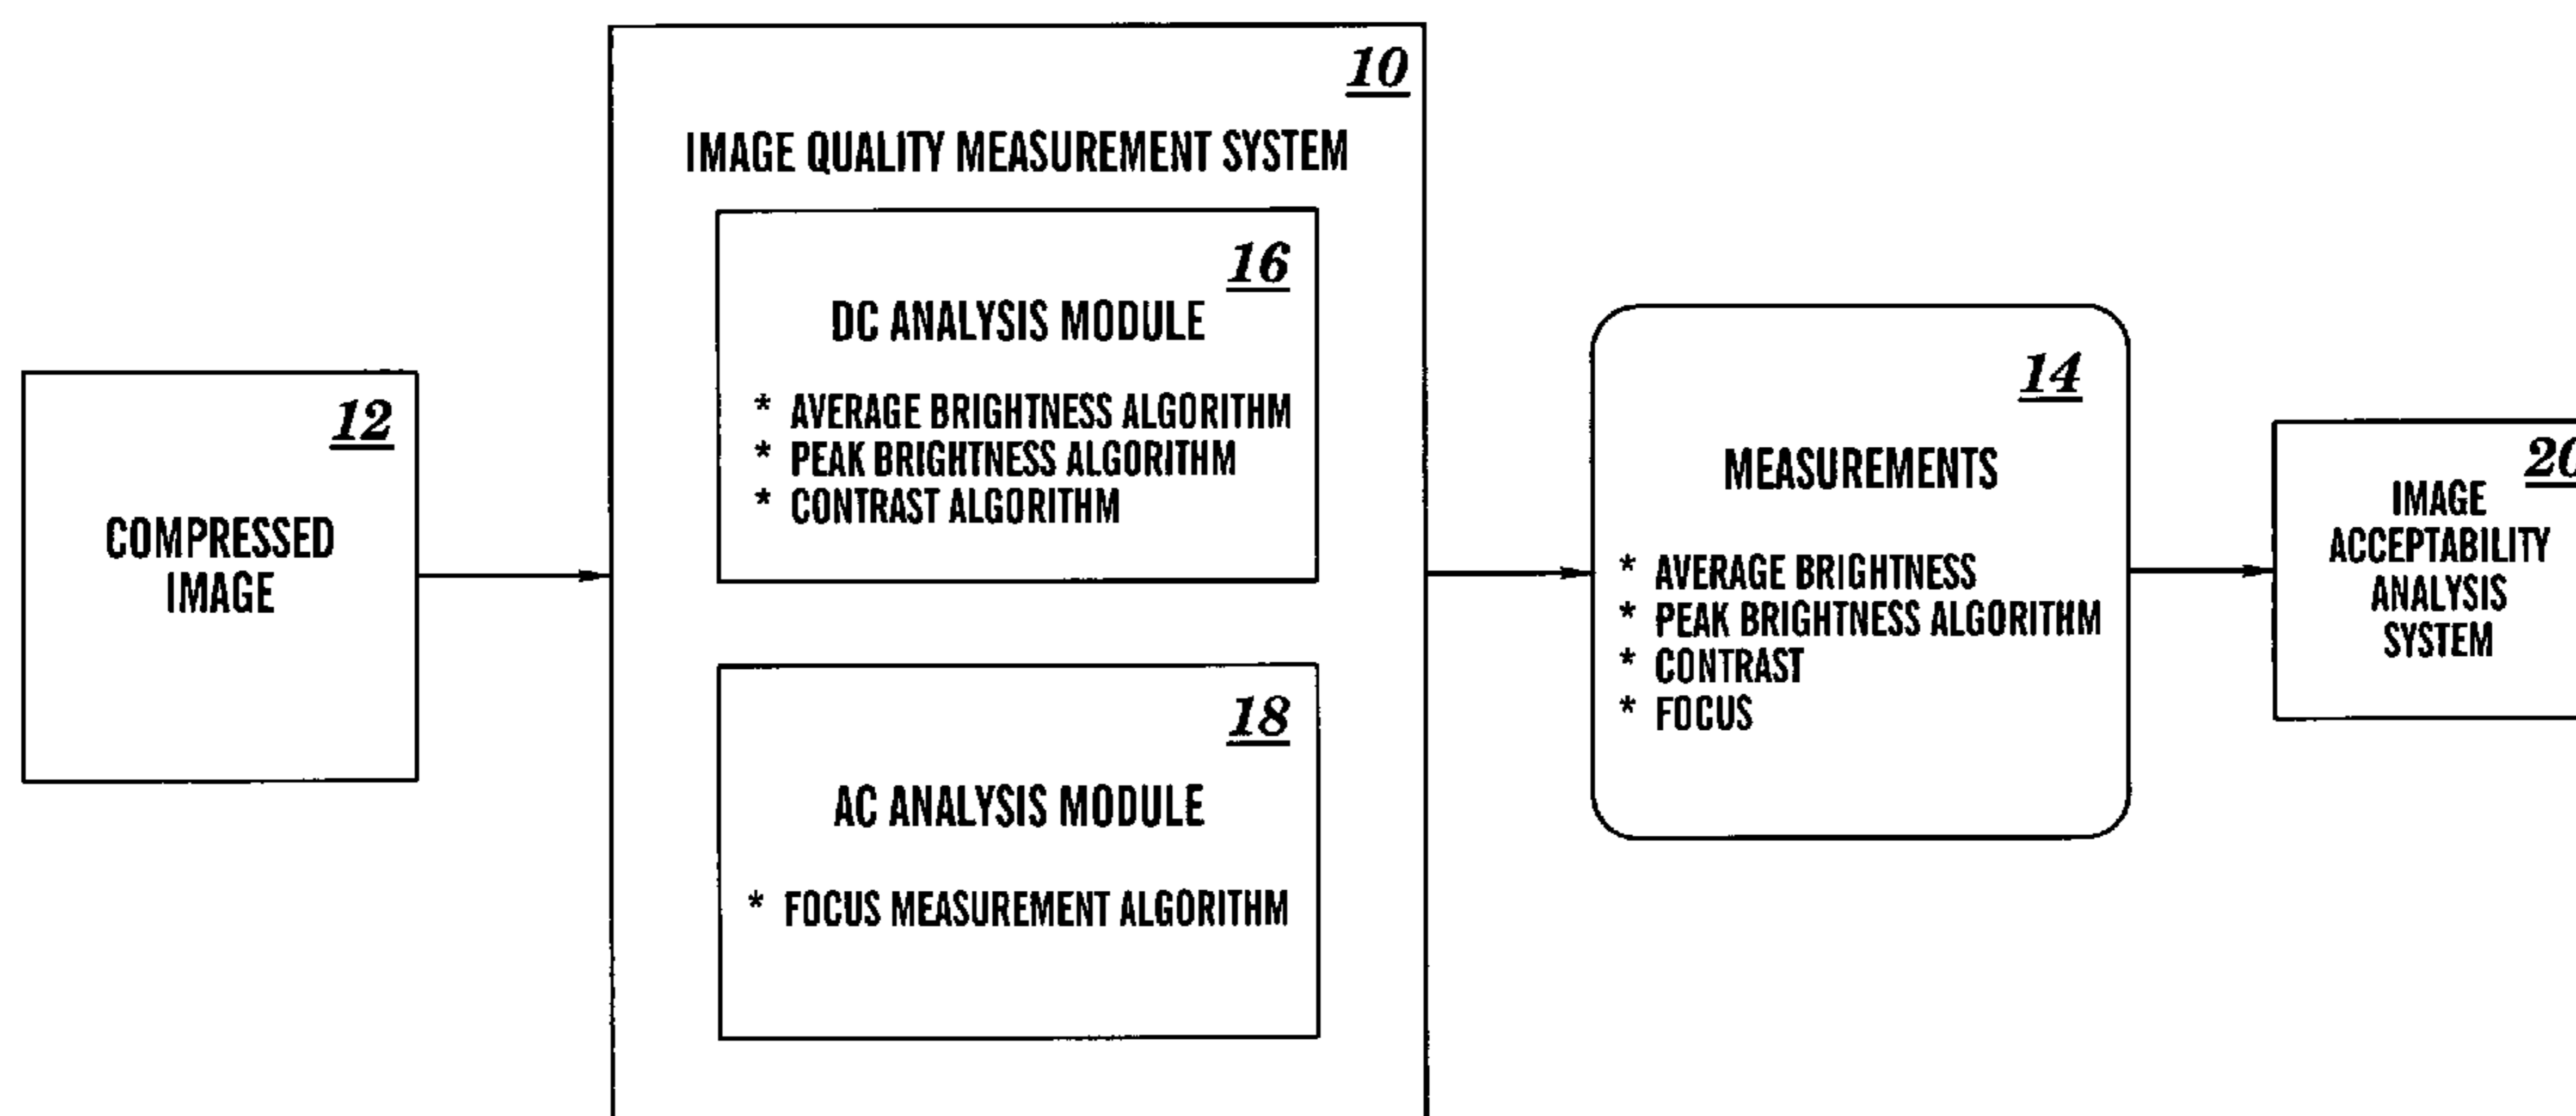 12
COMPRESSED
IMAGE
10
IMAGE QUALITY MEASUREMENT SYSTEM
16
DC ANALYSIS MODULE
* AVERAGE BRIGHTNESS ALGORITHM
* PEAK BRIGHTNESS ALGORITHM
* CONTRAST ALGORITHM
18
AC ANALYSIS MODULE
* FOCUS MEASUREMENT ALGORITHM
14
MEASUREMENTS
* AVERAGE BRIGHTNESS
* PEAK BRIGHTNESS ALGORITHM
* CONTRAST
* FOCUS
20
IMAGE
ACCEPTABILITY
ANALYSIS
SYSTEM